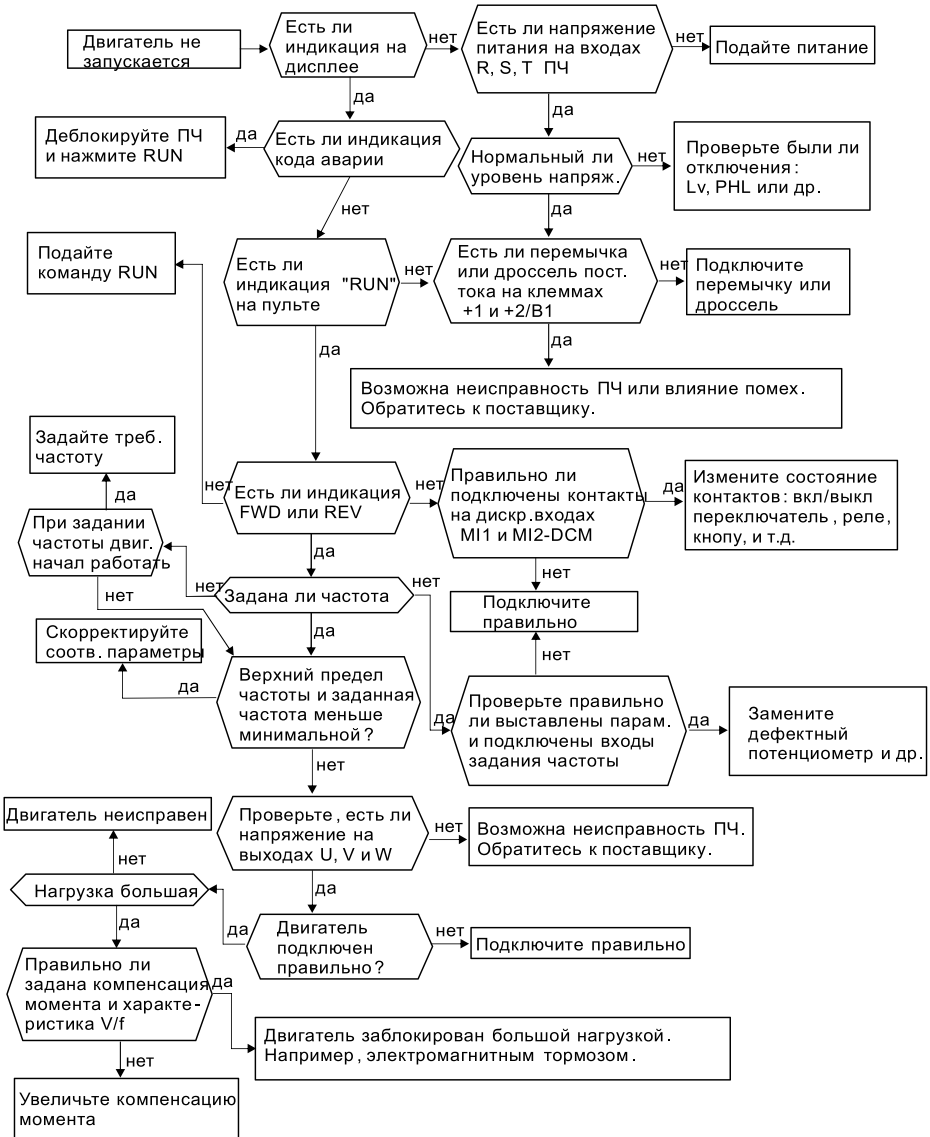 Двигатель не
запускается
Есть ли
индикация на
дисплее
нет
Есть ли напряжение
питания на входах
R, S, T ПЧ
нет
Подайте питание
да
да
Деблокируйте ПЧ
и нажмите RUN
да
Есть ли индикация
кода аварии
Нормальный ли
уровень напряж.
нет
Проверьте были ли
отключения:
Lv, PHL или др.
нет
да
Подайте
команду RUN
Есть ли
индикация "RUN"
на пульте
нет
Есть ли перемычка
или дроссель пост.
тока на клеммах
+1 и +2/B1
нет
Подключите
перемычку или
дроссель
да
да
Возможна неисправность ПЧ или влияние помех.
Обратитесь к поставщику.
Задайте треб.
частоту
да
нет
Есть ли индикация
FWD или REV
нет
Правильно ли
подключены контакты
на дискр.входах
MI1 и MI2-DCM
да
Измените состояние
контактов: вкл/выкл
переключатель, реле,
кнопу, и т.д.
При задании
частоты двиг.
начал работать
да
нет
нет
нет
Задана ли частота
нет
Подключите
правильно
Скорректируйте
соотв. параметры
да
нет
да
Верхний предел
частоты и заданная
частота меньше
минимальной?
да
Проверьте правильно
ли выставлены парам.
и подключены входы
задания частоты
да
Замените
дефектный
потенциометр и др.
нет
Двигатель неисправен
Проверьте, есть ли
напряжение на
выходах U, V и W
нет
Возможна неисправность ПЧ.
Обратитесь к поставщику.
нет
Нагрузка большая
да
да
да
Двигатель
подключен
правильно?
нет
Подключите правильно
Правильно ли
задана компенсация
момента и характе-
ристика V/f
да
Двигатель заблокирован большой нагрузкой.
Например, электромагнитным тормозом.
нет
Увеличьте компенсацию
момента